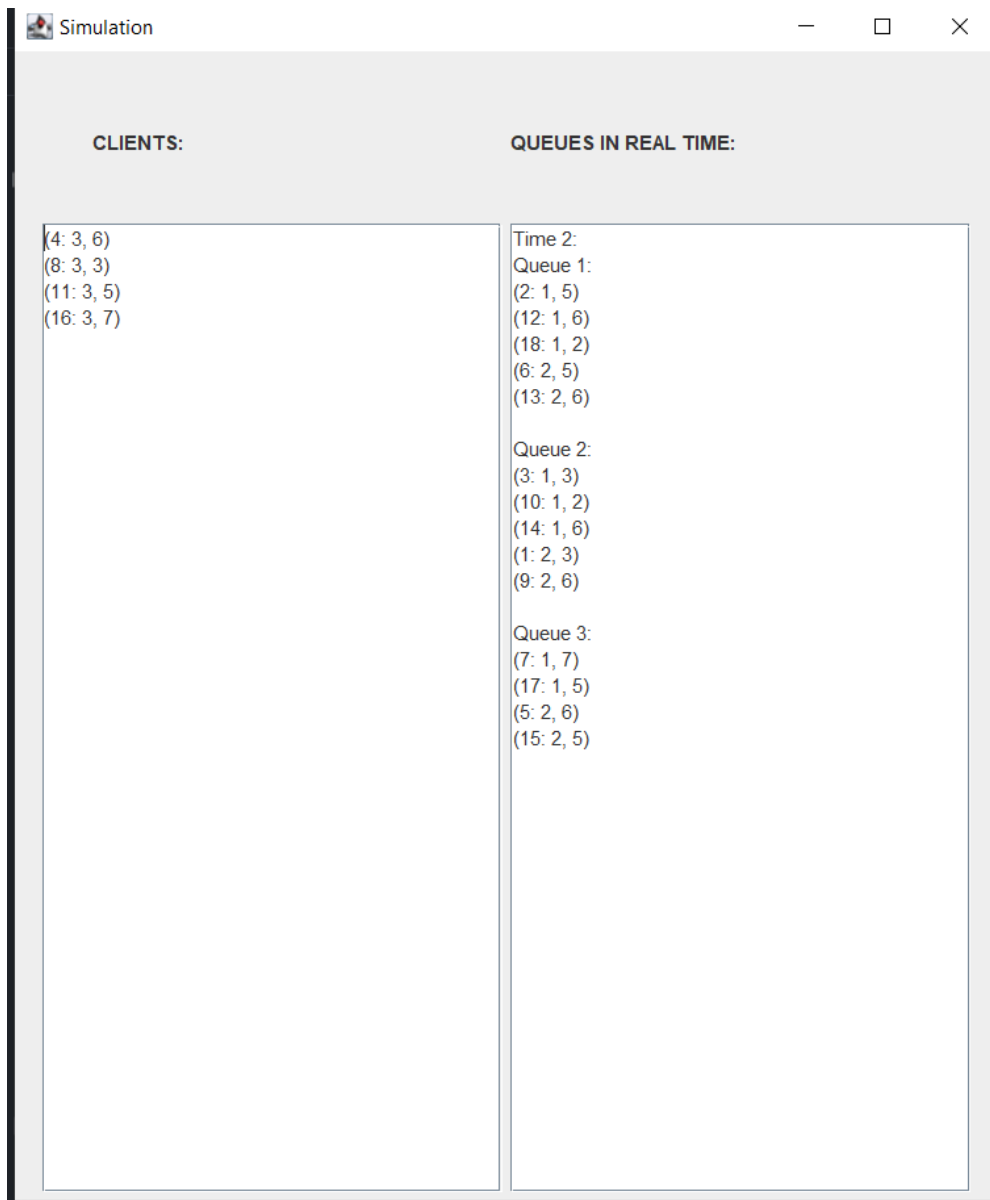 Simulation
CLIENTS:
QUEUES IN REAL TIME:
(4: 3, 6)
(8: 3, 3)
(11: 3, 5)
(16: 3, 7)
Time 2:
Queue 1:
(2: 1, 5)
(12: 1, 6)
(18: 1, 2)
(6: 2, 5)
(13: 2, 6)
Queue 2:
(3: 1, 3)
(10: 1, 2)
(14: 1, 6)
(1: 2, 3)
(9: 2, 6)
Queue 3:
(7: 1, 7)
(17: 1, 5)
(5: 2, 6)
(15: 2, 5)